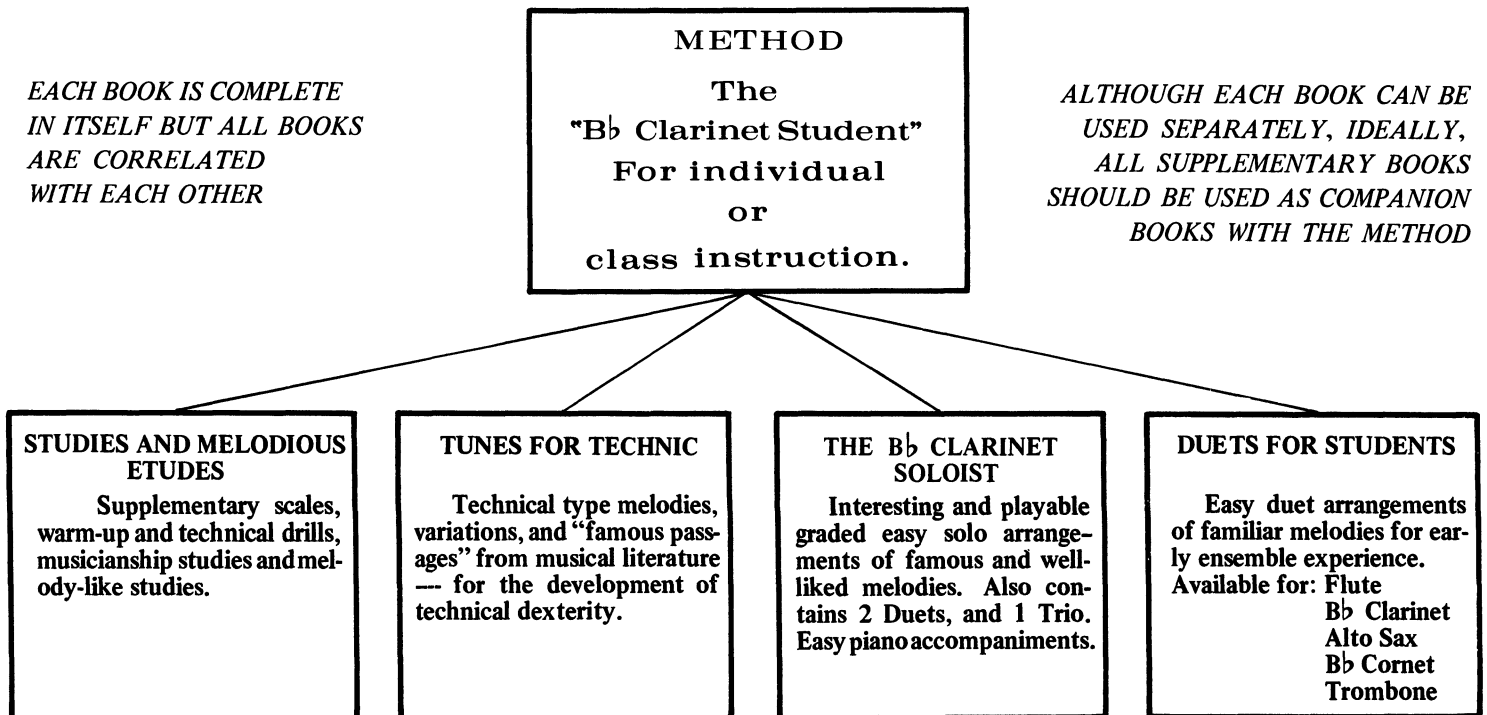 METHOD
The
"B♭ Clarinet Student"
For individual
or
class instruction.
EACH BOOK IS COMPLETE
IN ITSELF BUT ALL BOOKS
ARE CORRELATED
WITH EACH OTHER
ALTHOUGH EACH BOOK CAN BE
USED SEPARATELY, IDEALLY,
ALL SUPPLEMENTARY BOOKS
SHOULD BE USED AS COMPANION
BOOKS WITH THE METHOD
STUDIES AND MELODIOUS
ETUDES
Supplementary scales,
warm-up and technical drills,
musicianship studies and mel-
ody-like studies.
TUNES FOR TECHNIC
Technical type melodies,
variations, and “famous pass-
ages” from musical literature
--- for the development of
technical dexterity.
THE B♭ CLARINET
SOLOIST
Interesting and playable
graded easy solo arrange-
ments of famous and well-
liked melodies. Also con-
tains 2 Duets, and 1 Trio.
Easy piano accompaniments.
DUETS FOR STUDENTS
Easy duet arrangements
of familiar melodies for ear-
ly ensemble experience.
Available for: Flute
B♭ Clarinet
Alto Sax
B♭ Cornet
Trombone